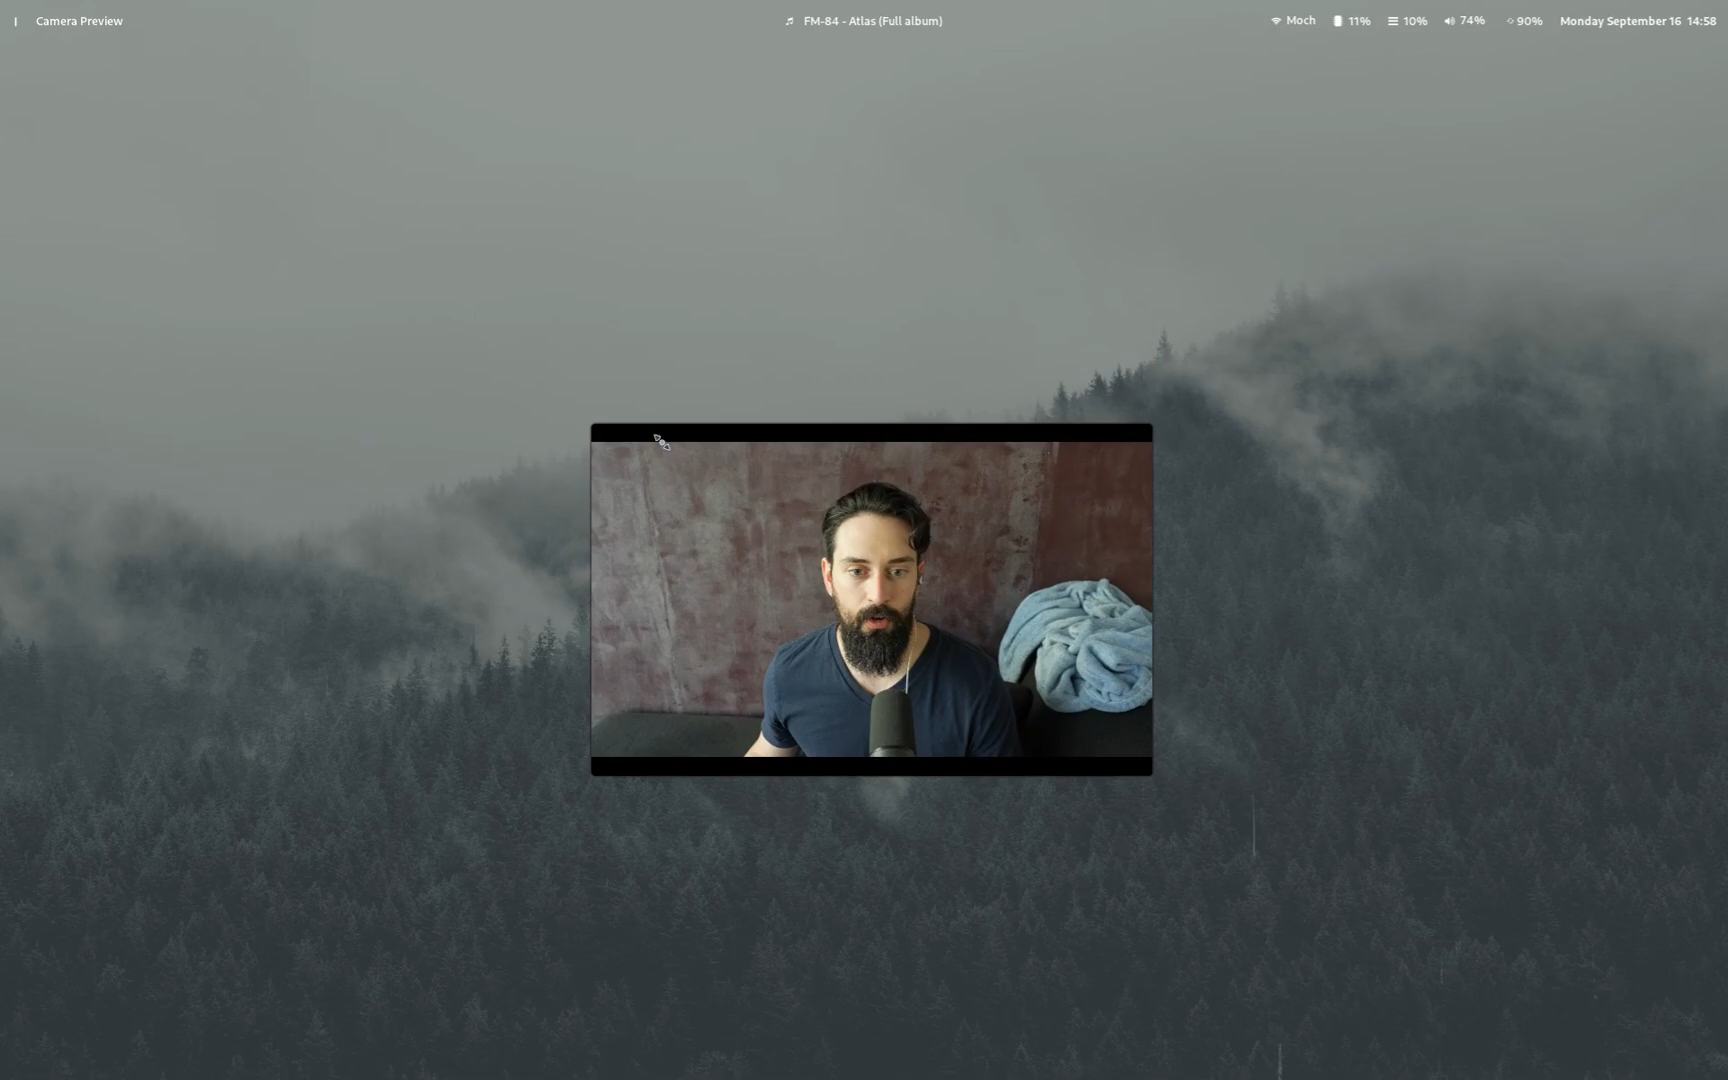 I Camera Preview
FM-84 - Atlas (Full album)
Moch 11% 10% 74% 90% Monday September 16 14:58